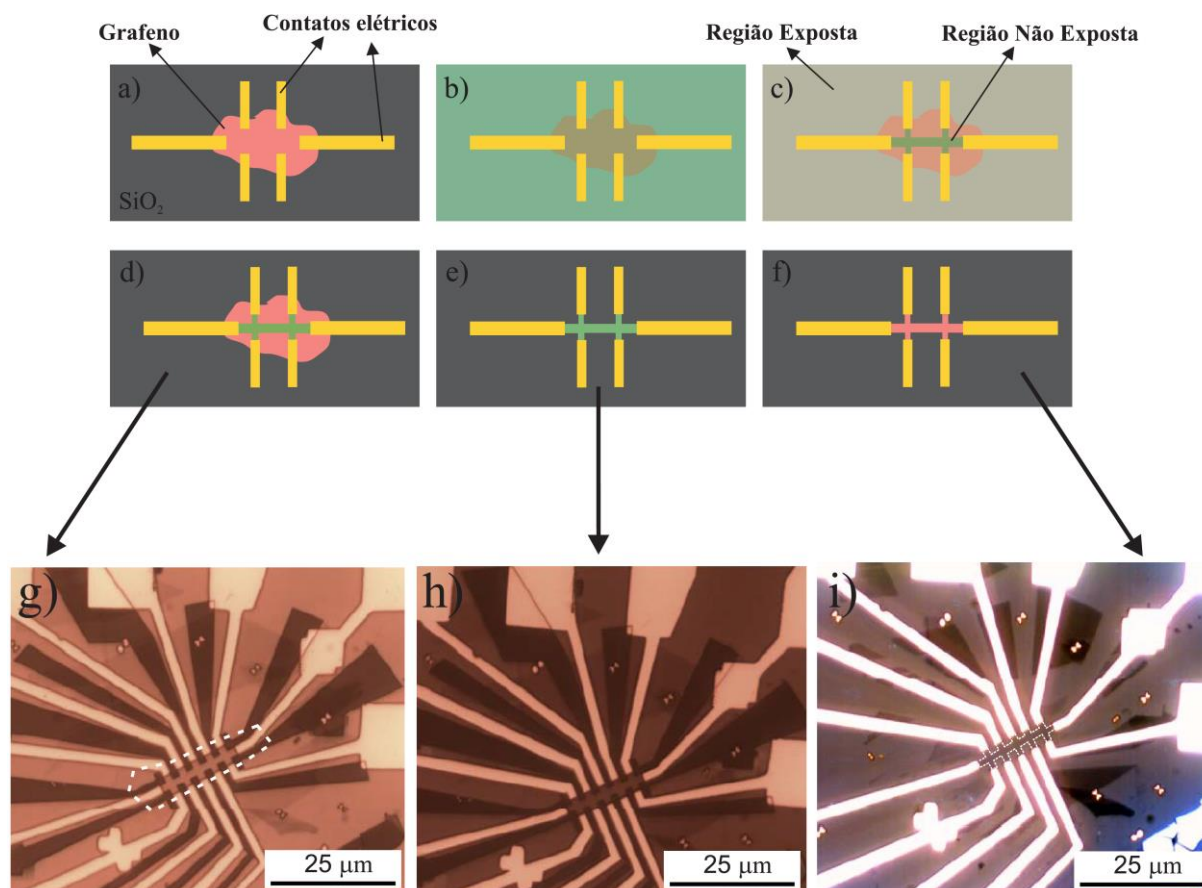 Grafeno
Contatos elétricos
Região Exposta
Região Não Exposta
a)
b)
c)
SiO₂
d)
e)
f)
g)
h)
i)
25 μm
25 μm
25 μm